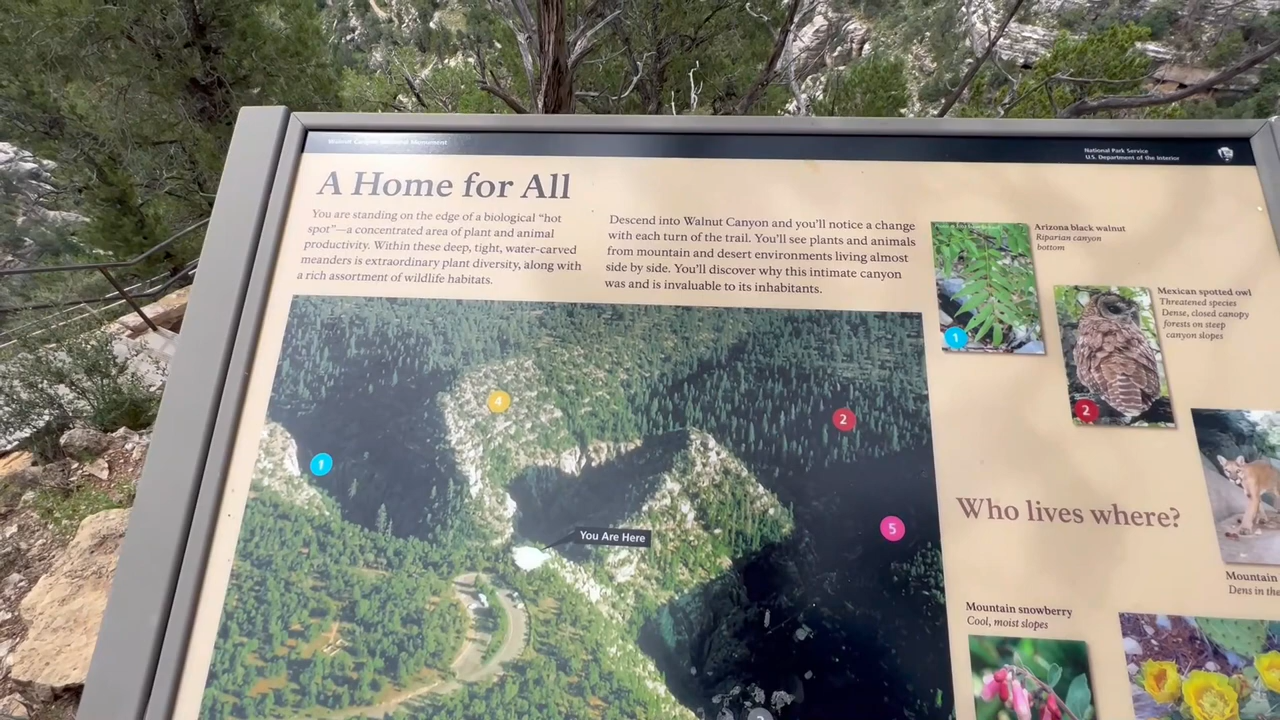 Walnut Canyon National Monument
National Park Service
U.S. Department of the Interior
A Home for All
You are standing on the edge of a biological “hot
spot”—a concentrated area of plant and animal
productivity. Within these deep, tight, water-carved
meanders is extraordinary plant diversity, along with
a rich assortment of wildlife habitats.
Descend into Walnut Canyon and you’ll notice a change
with each turn of the trail. You’ll see plants and animals
from mountain and desert environments living almost
side by side. You’ll discover why this intimate canyon
was and is invaluable to its inhabitants.
Arizona black walnut
Riparian canyon
bottom
1
Mexican spotted owl
Threatened species
Dense, closed canopy
forests on steep
canyon slopes
2
4
2
1
5
You Are Here
Who lives where?
Mountain
Dens in the
Mountain snowberry
Cool, moist slopes